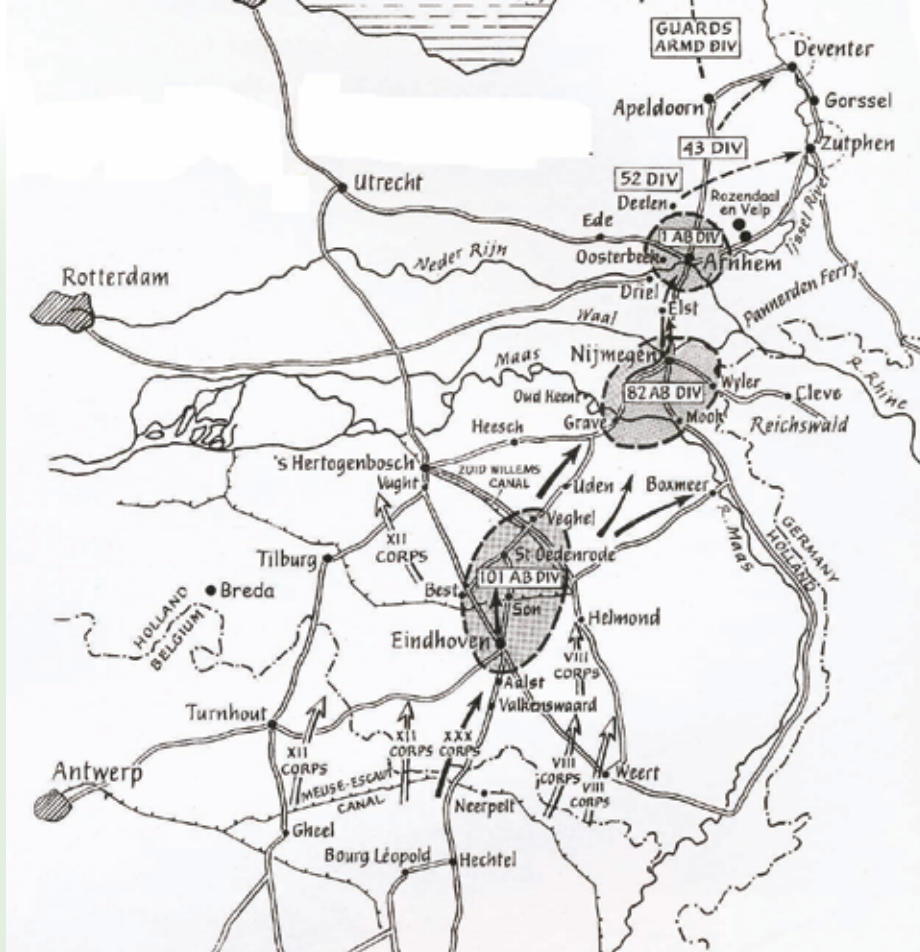 GUARDS
ARMD DIV
Deventer
Apeldoorn
Gorssel
43 DIV
Zutphen
52 DIV
Utrecht
Deelen
Rozendaal
en Velp
Ijssel River
Ede
1 AB DIV
Oosterbeek
Arnhem
Neder Rijn
Rotterdam
Driel
Elst
Pannerden Ferry
Waal
Nijmegen
Maas
Wyler
R. Rhine
82 AB DIV
Oud Keent
Cleve
Grave
Mook
Reichswald
Heesch
's Hertogenbosch
ZUID WILLEMS
CANAL
Vught
Uden
Boxmeer
R. Maas
Veghel
GERMANY
HOLLAND
XII
CORPS
St Oedenrode
Tilburg
101 AB DIV
Breda
Best
Son
HOLLAND
BELGIUM
Helmond
Eindhoven
VIII
CORPS
Aalst
Valkenswaard
Turnhout
XII
CORPS
XII
CORPS
XXX
CORPS
VIII
CORPS
VIII
CORPS
Weert
Antwerp
MEUSE-ESCAUT
CANAL
Neerpelt
Gheel
Bourg Léopold
Hechtel